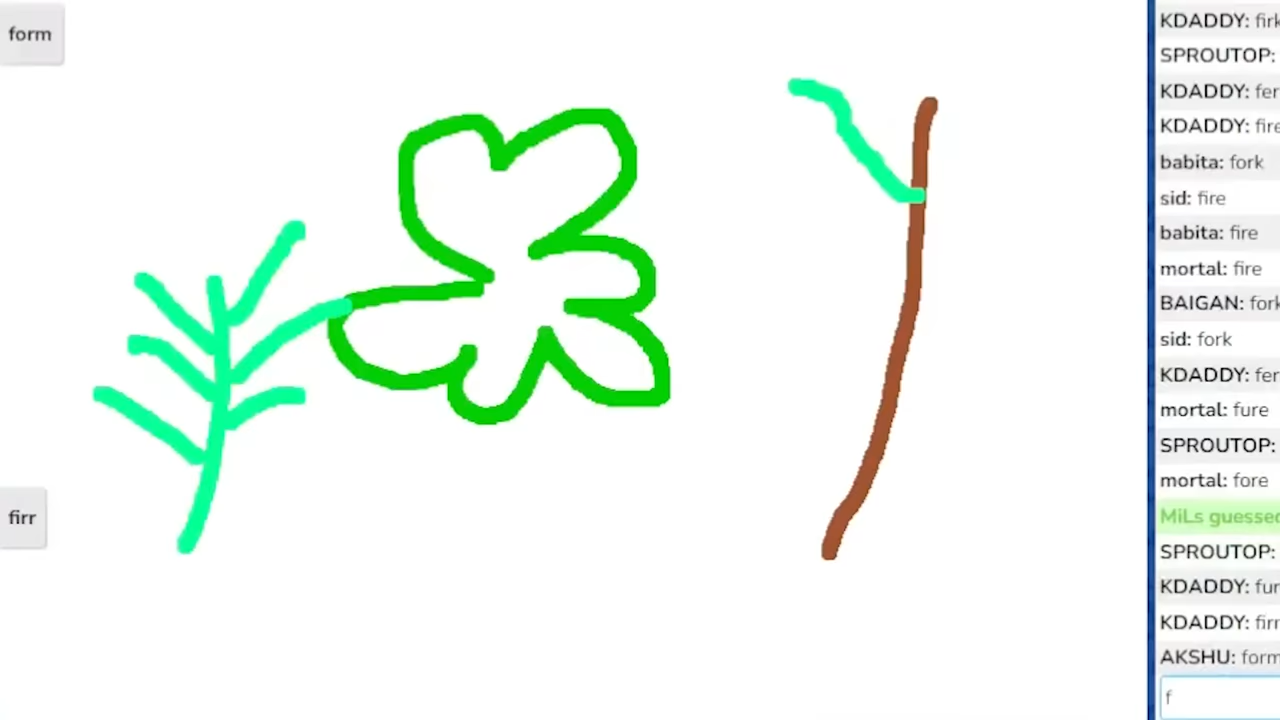 form
firr
KDADDY: firk
SPROUTOP:
KDADDY: fer
KDADDY: fire
babita: fork
sid: fire
babita: fire
mortal: fire
BAIGAN: fork
sid: fork
KDADDY: fer
mortal: fure
SPROUTOP:
mortal: fore
MiLs guessed
SPROUTOP:
KDADDY: fur
KDADDY: firr
AKSHU: form
f